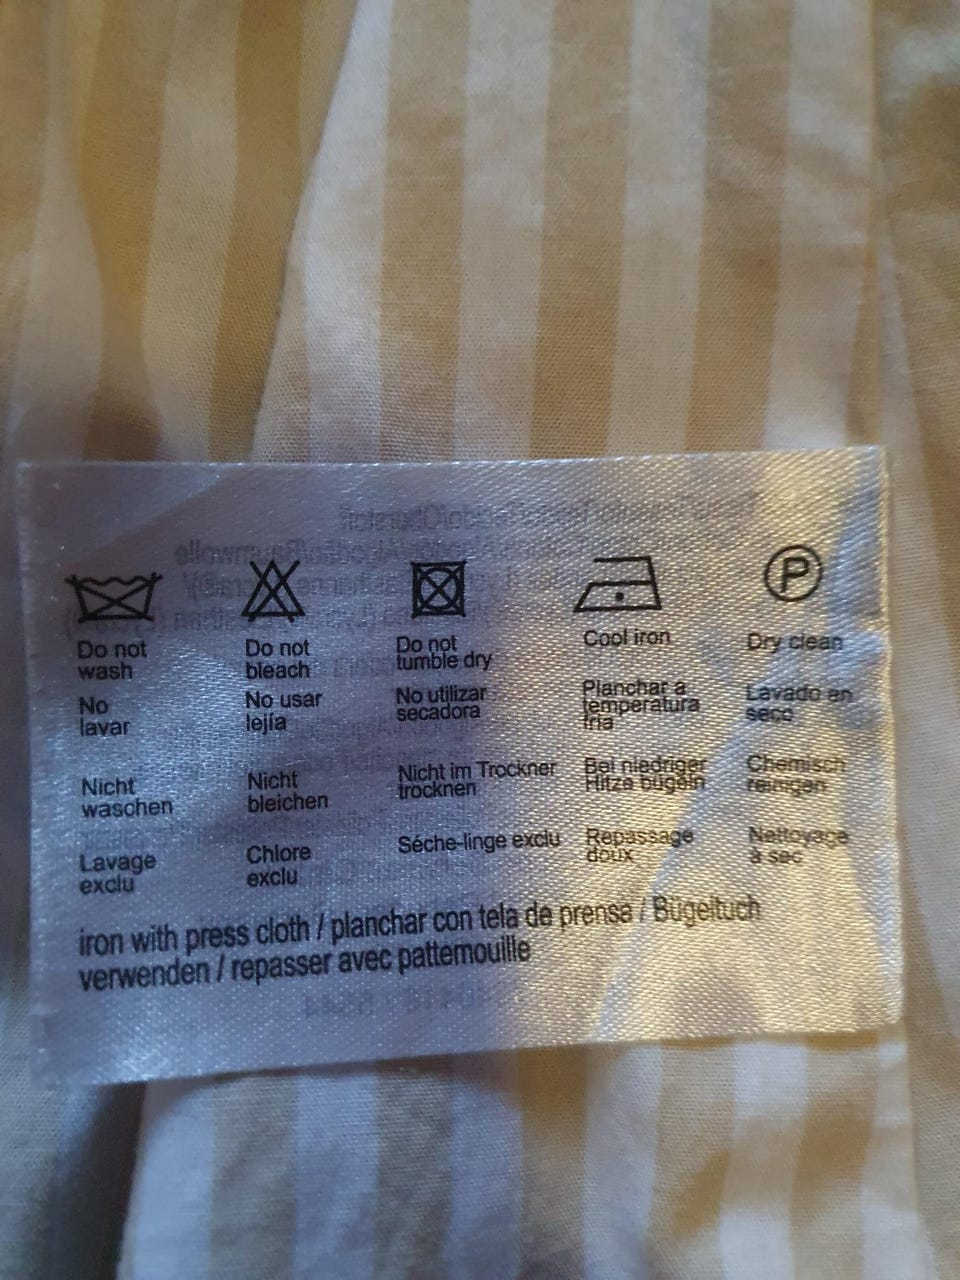 P
Do not
wash
Do not
bleach
Do not
tumble dry
Cool iron
Dry clean
No
lavar
No usar
lejía
No utilizar
secadora
Planchar a
temperatura
fria
Lavado en
seco
Nicht
waschen
Nicht
bleichen
Nicht im Trockner
trocknen
Bei niedriger
Hitze bügeln
Chemisch
reinigen
Lavage
exclu
Chlore
exclu
Séche-linge exclu
Repassage
doux
Nettoyage
à sec
iron with press cloth / planchar con tela de prensa / Bügeltuch
verwenden / repasser avec patternouille